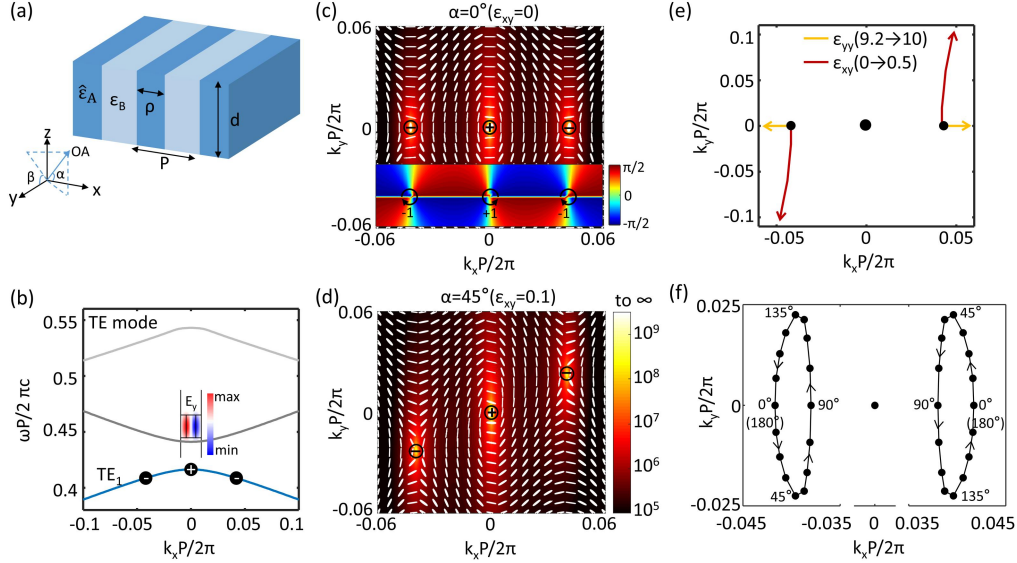 (a)
ε̂A
εB
ρ
d
P
z
OA
β
α
y
x
(b)
TE mode
0.55
0.5
0.45
0.4
ωP/2 πc
Ey
max
min
TE1
+
-
-
-0.1
-0.05
0
0.05
0.1
kxP/2π
(c)
α=0°(εxy=0)
0.06
0
-0.06
kyP/2π
-1
+1
-1
π/2
0
-π/2
-0.06
0
0.06
kxP/2π
(d)
α=45°(εxy=0.1)
0.06
0
-0.06
kyP/2π
to ∞
10⁹
10⁸
10⁷
10⁶
10⁵
-0.06
0
0.06
kxP/2π
(e)
εyy(9.2→10)
εxy(0→0.5)
0.1
0.05
0
-0.05
-0.1
kyP/2π
-0.05
0
0.05
kxP/2π
(f)
0.025
0
-0.025
kyP/2π
135°
45°
0°
(180°)
90°
90°
0°
(180°)
45°
135°
-0.045
-0.035
0
0.035
0.045
kxP/2π